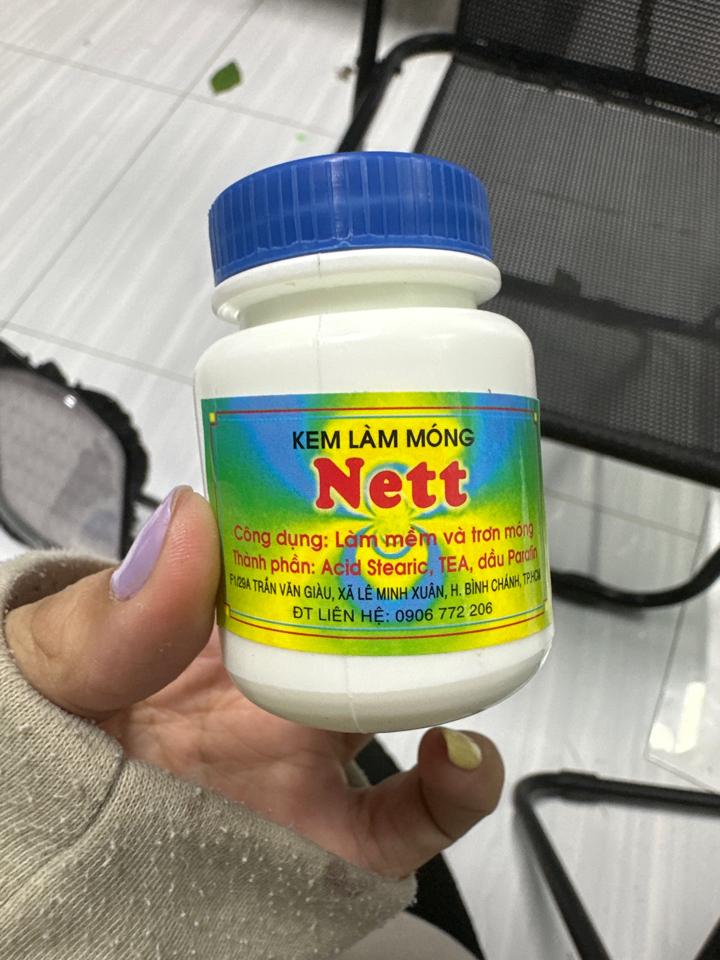 KEM LÀM MÓNG
Nett
Công dụng: Làm mềm và trơn móng
Thành phần: Acid Stearic, TEA, dầu Parafin
F1/29A TRẦN VĂN GIÀU, XÃ LÊ MINH XUÂN, H. BÌNH CHÁNH, TP.HCM
ĐT LIÊN HỆ: 0906 772 206